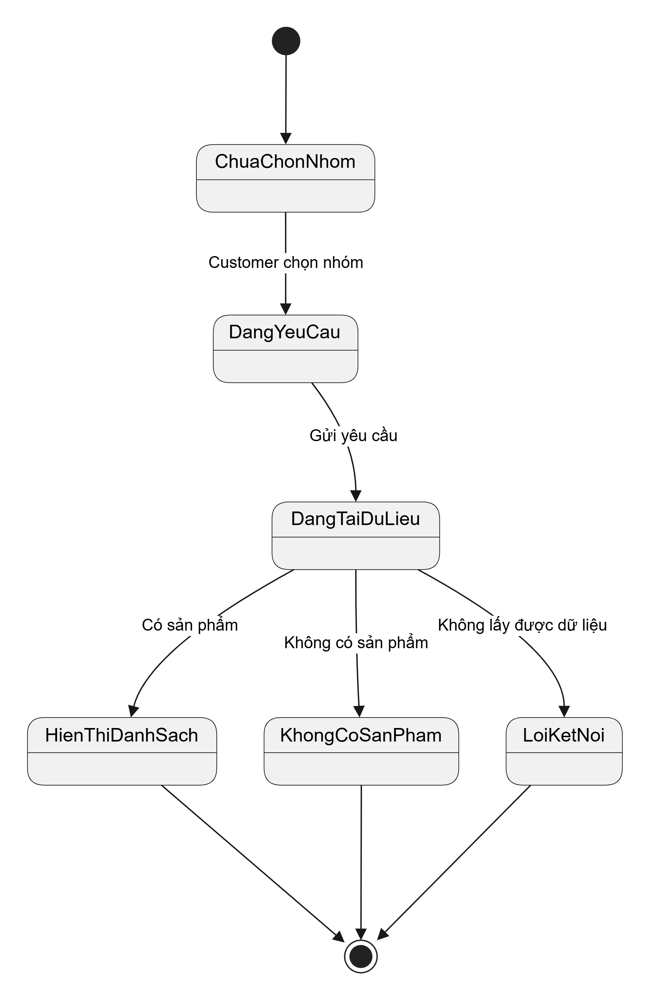 ChuaChonNhom
Customer chọn nhóm
DangYeuCau
Gửi yêu cầu
DangTaiDuLieu
Có sản phẩm
Không có sản phẩm
Không lấy được dữ liệu
HienThiDanhSach
KhongCoSanPham
LoiKetNoi